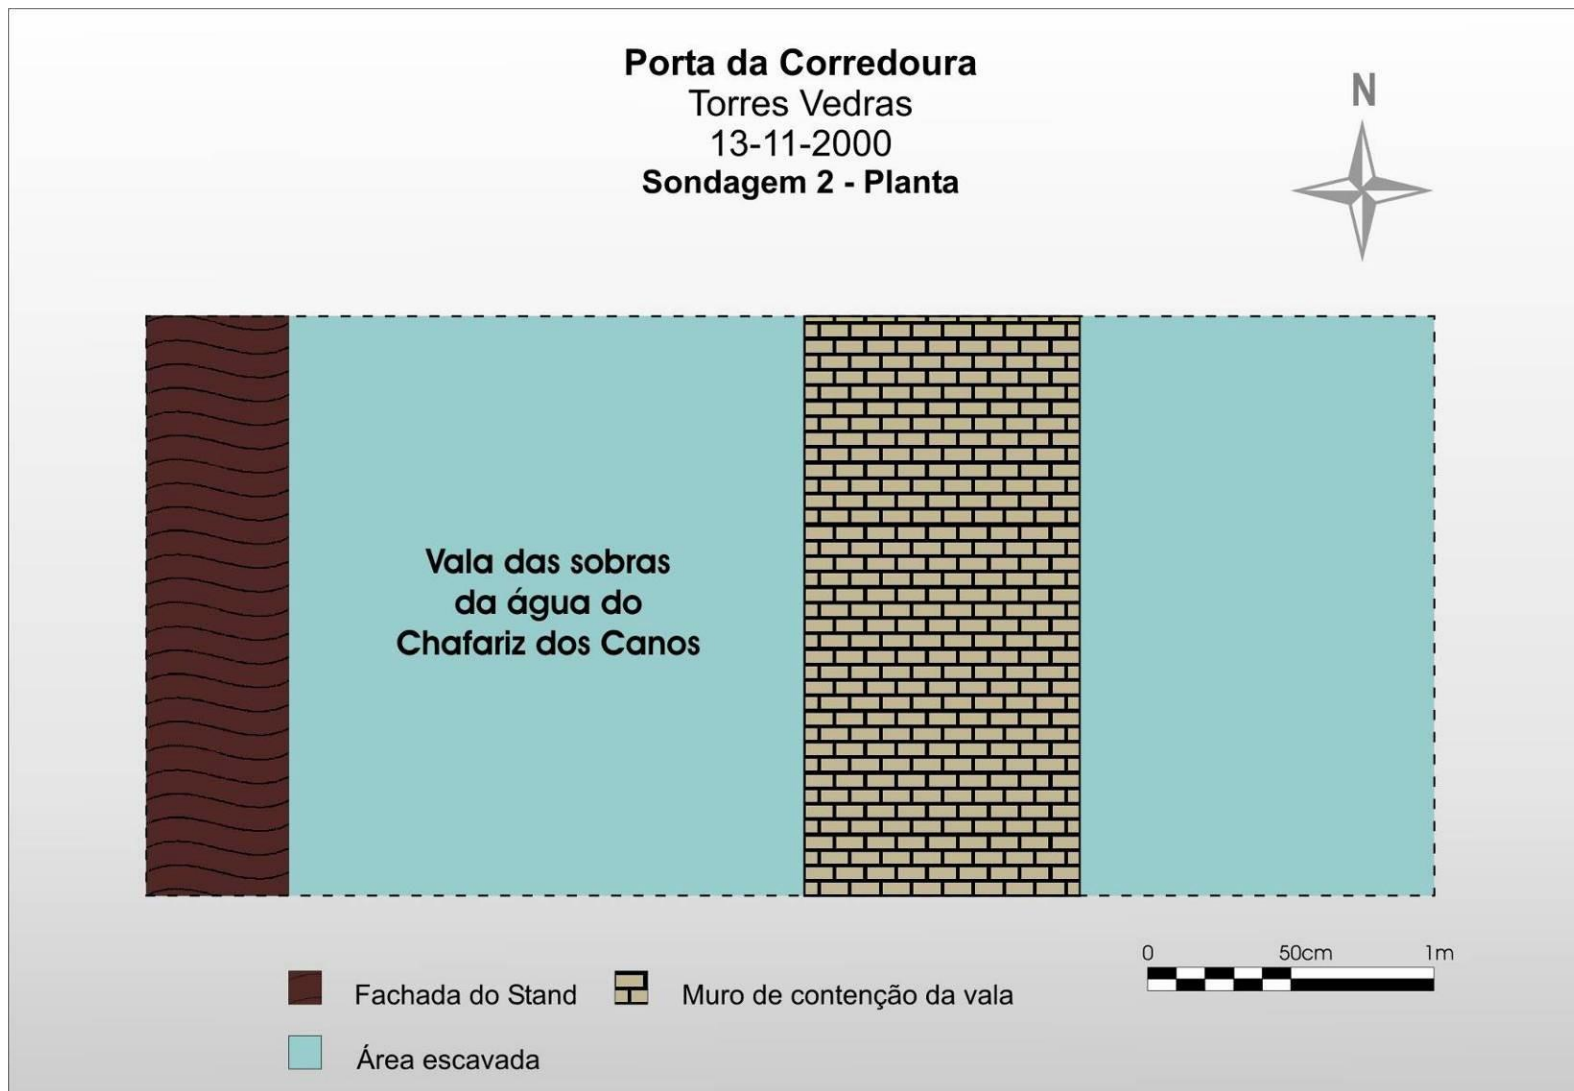 Porta da Corredoura
Torres Vedras
13-11-2000
Sondagem 2 - Planta
N
Vala das sobras
da água do
Chafariz dos Canos
0 50cm 1m
Fachada do Stand
Muro de contenção da vala
Área escavada